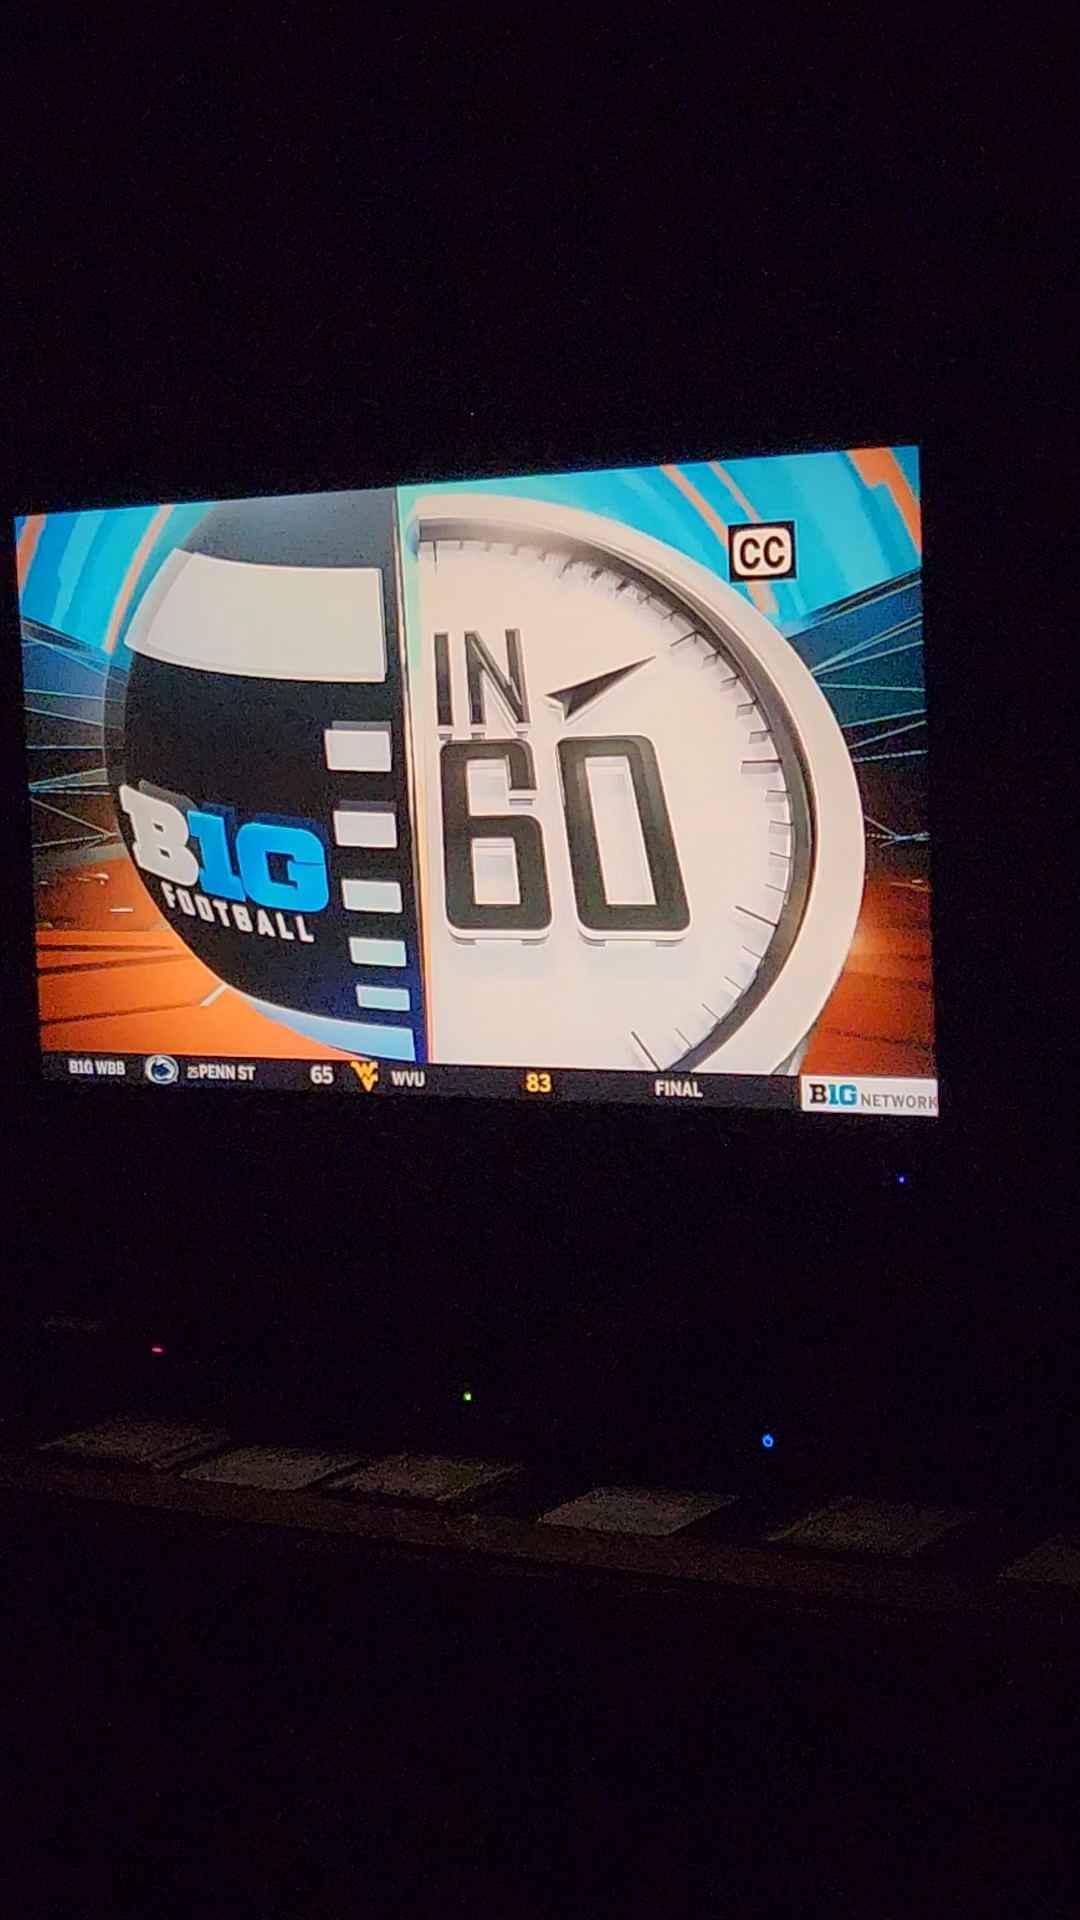 CC
IN
60
B1G
FOOTBALL
B1G WBB 25 PENN ST 65 WVU 83 FINAL B1G NETWORK